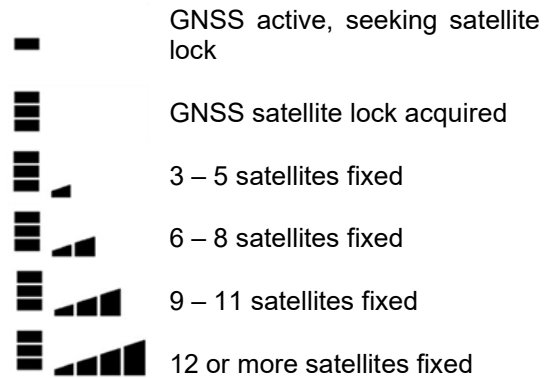 GNSS active, seeking satellite
lock
GNSS satellite lock acquired
3 – 5 satellites fixed
6 – 8 satellites fixed
9 – 11 satellites fixed
12 or more satellites fixed